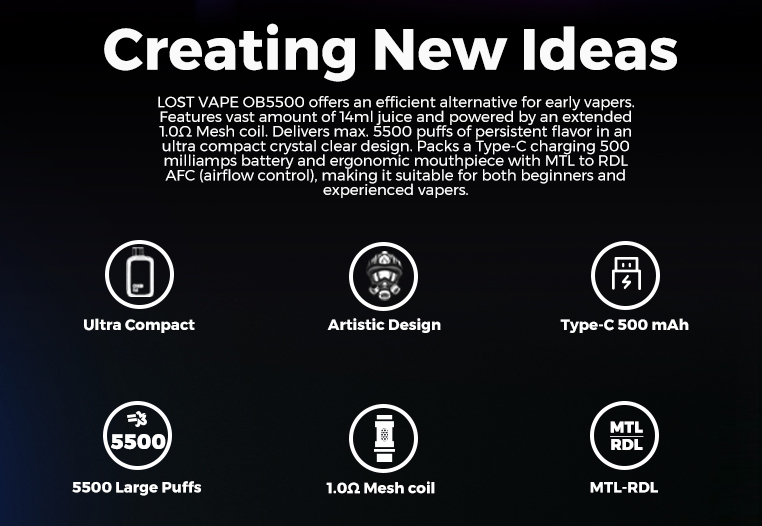 Creating New Ideas
LOST VAPE OB5500 offers an efficient alternative for early vapers.
Features vast amount of 14ml juice and powered by an extended
1.0Ω Mesh coil. Delivers max. 5500 puffs of persistent flavor in an
ultra compact crystal clear design. Packs a Type-C charging 500
milliamps battery and ergonomic mouthpiece with MTL to RDL
AFC (airflow control), making it suitable for both beginners and
experienced vapers.
Ultra Compact
Artistic Design
Type-C 500 mAh
5500
MTL
RDL
5500 Large Puffs
1.0Ω Mesh coil
MTL-RDL